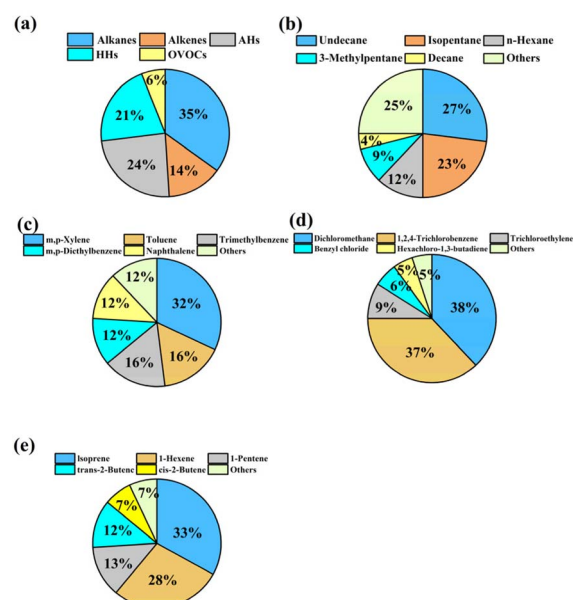 (a)
Alkanes Alkenes AHs
HHs OVOCs
6%
35%
21%
24%
14%
(b)
Undecane Isopentane n-Hexane
3-Methylpentane Decane Others
25%
27%
4%
9%
12%
23%
(c)
m,p-Xylene Toluene Trimethylbenzene
m,p-Diethylbenzene Naphthalene Others
12%
32%
12%
12%
16%
16%
(d)
Dichloromethane 1,2,4-Trichlorobenzene Trichloroethylene
Benzyl chloride Hexachloro-1,3-butadiene Others
5%
5%
6%
38%
9%
37%
(e)
Isoprene 1-Hexene 1-Pentene
trans-2-Butene cis-2-Butene Others
7%
7%
33%
12%
13%
28%